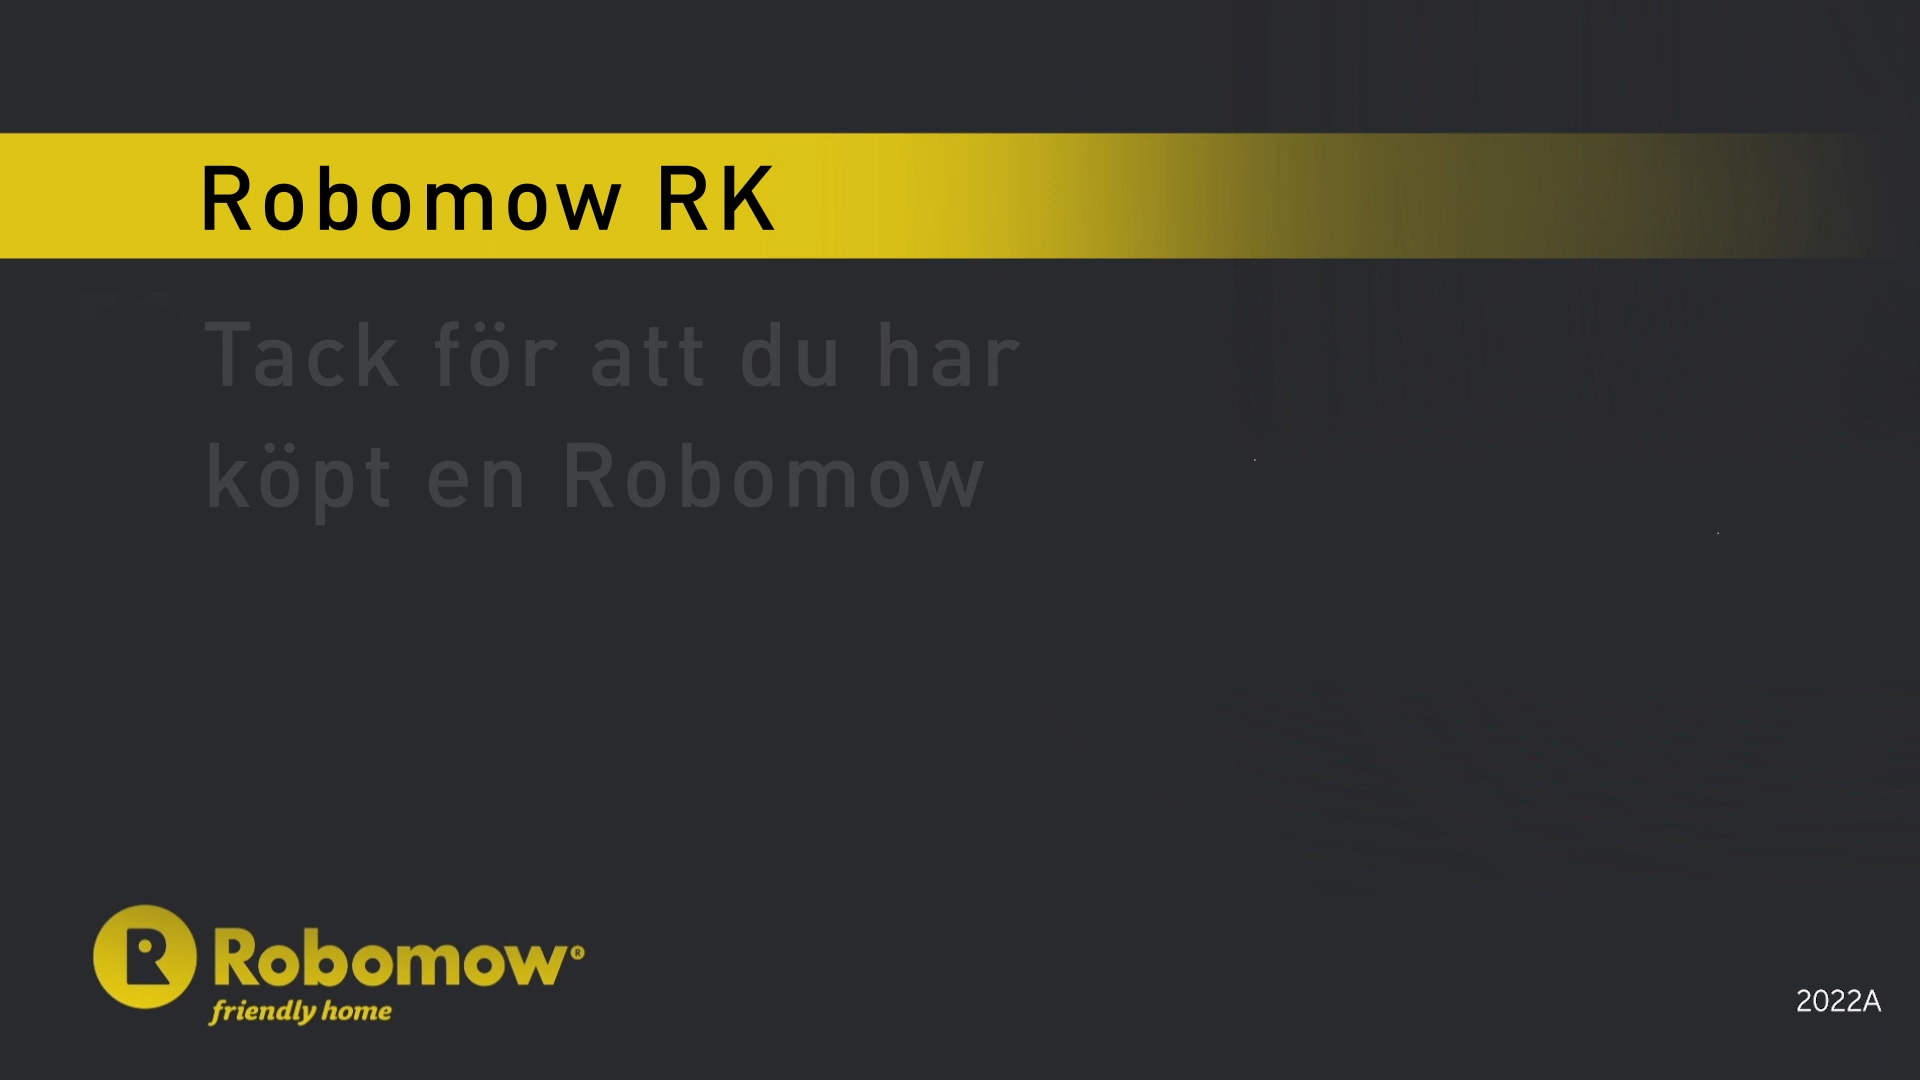 Robomow RK
Tack för att du har
köpt en Robomow
R Robomow®
friendly home
2022A